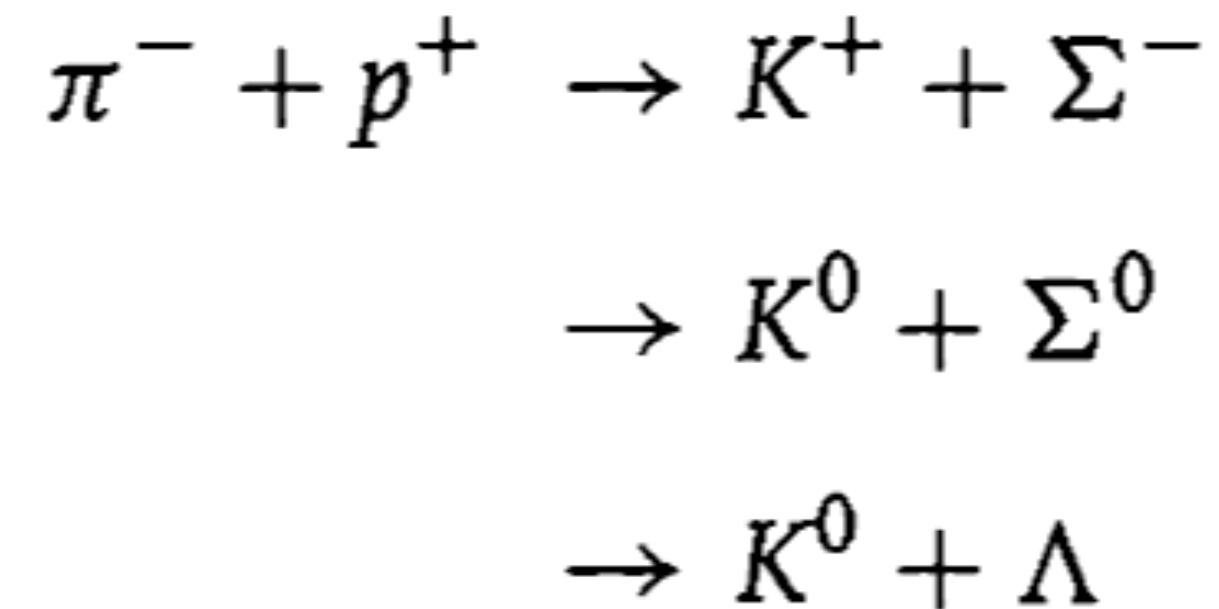 π⁻ + p⁺ → K⁺ + Σ⁻
→ K⁰ + Σ⁰
→ K⁰ + Λ